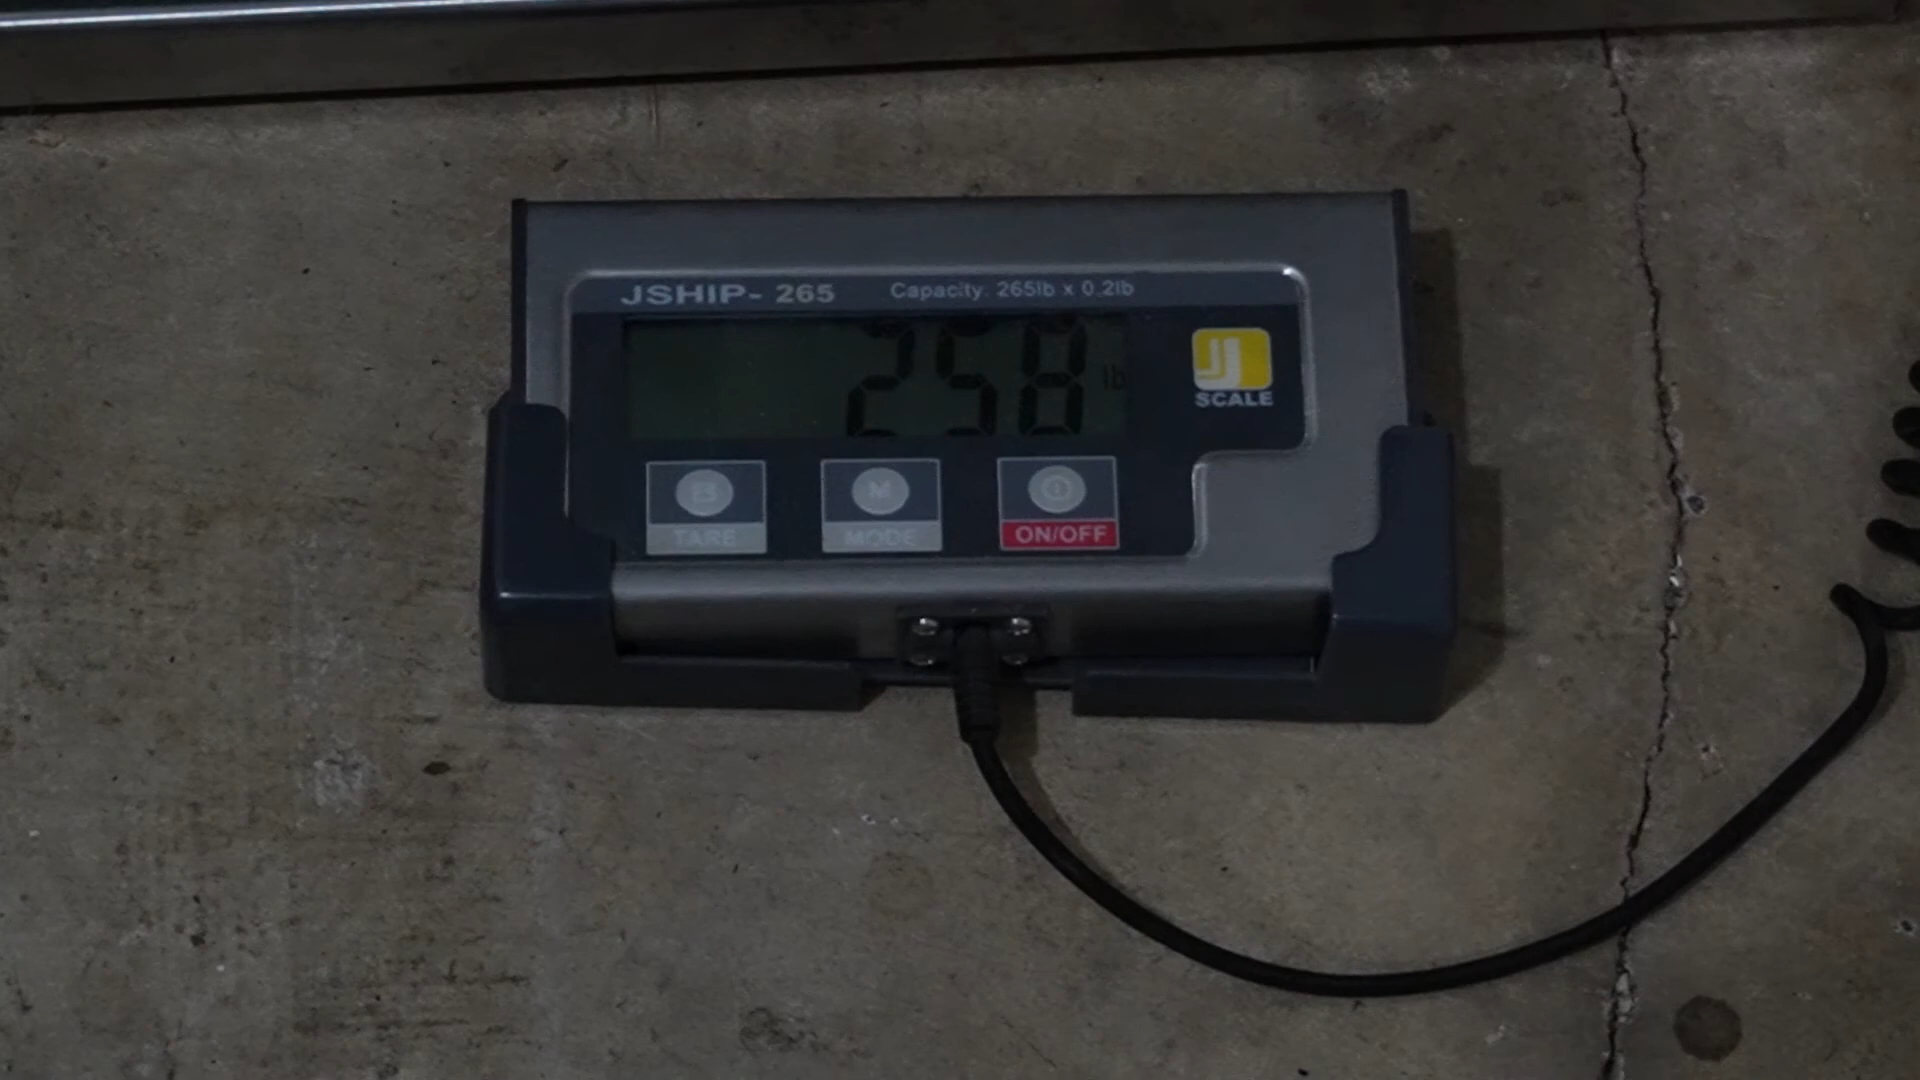 JSHIP- 265 Capacity: 265lb x 0.2lb
258 lb
J
SCALE
TARE MODE ON/OFF